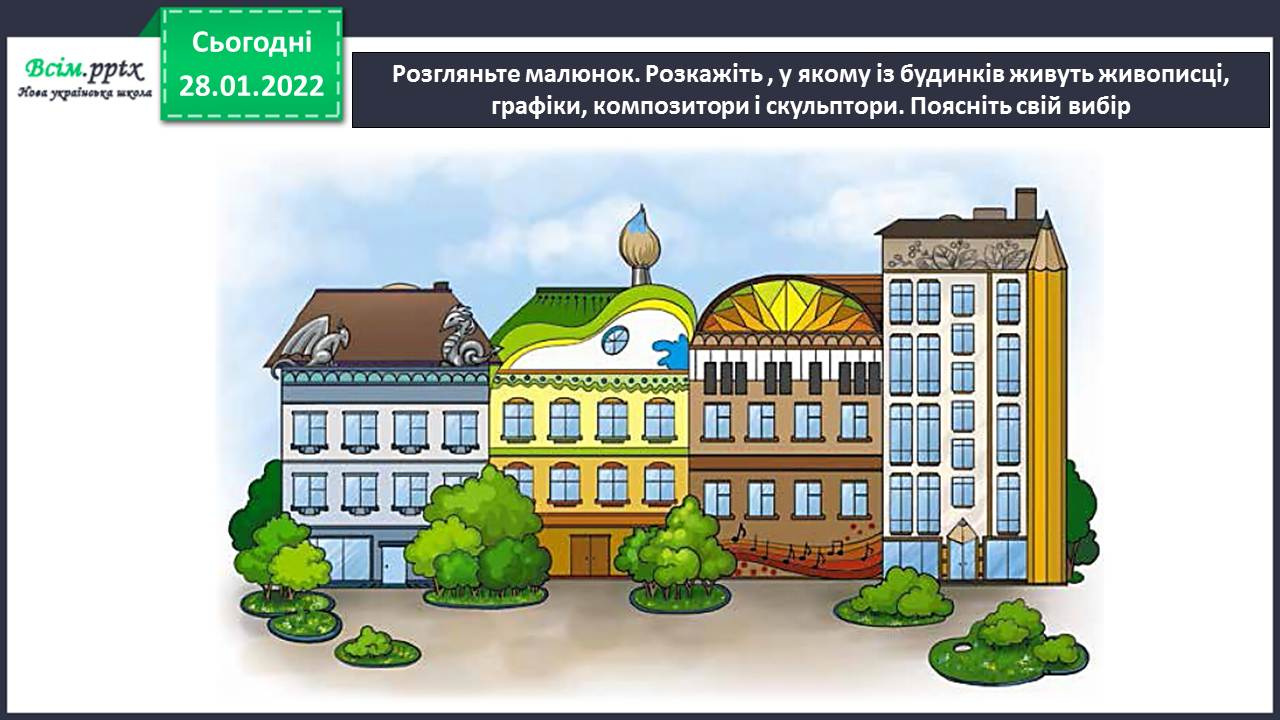 Всім.pptx
Нова українська школа
Сьогодні
28.01.2022
Розгляньте малюнок. Розкажіть , у якому із будинків живуть живописці,
графіки, композитори і скульптори. Поясніть свій вибір